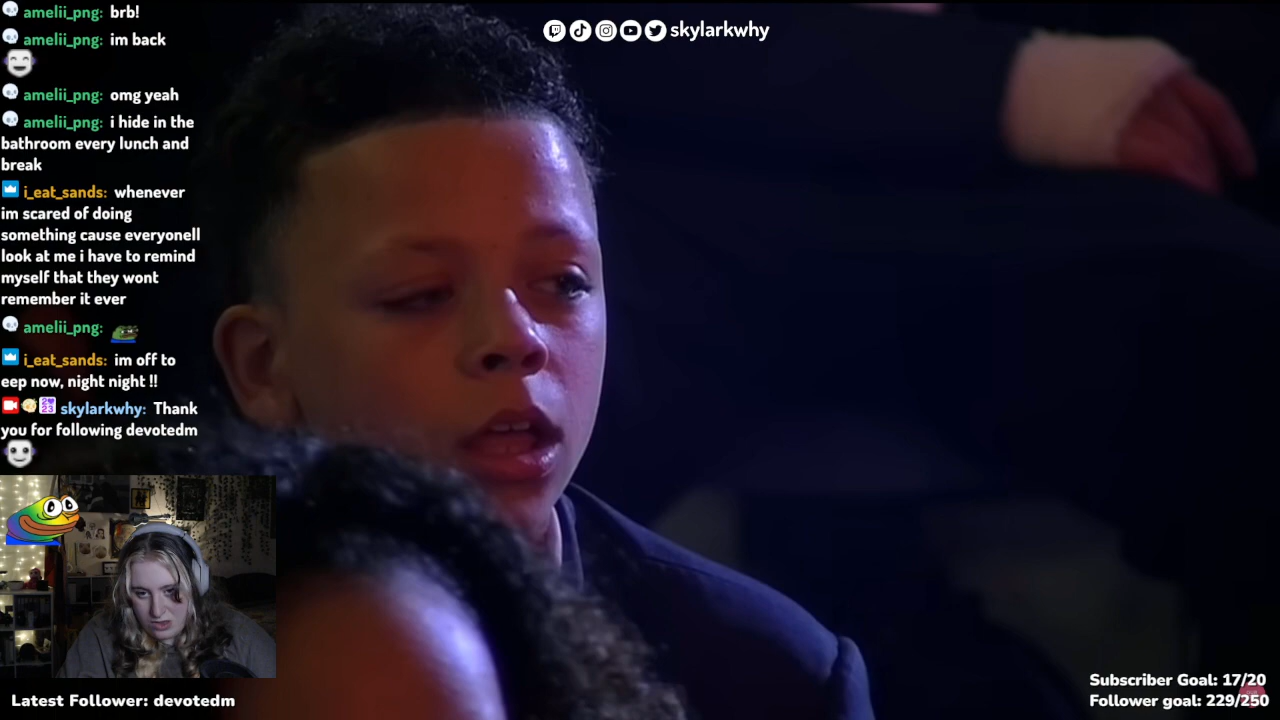 amelii_png: brb!
amelii_png: im back
amelii_png: omg yeah
amelii_png: i hide in the
bathroom every lunch and
break
i_eat_sands: whenever
im scared of doing
something cause everyonell
look at me i have to remind
myself that they wont
remember it ever
amelii_png:
i_eat_sands: im off to
eep now, night night !!
skylarkwhy: Thank
you for following devotedm
skylarkwhy
Latest Follower: devotedm
Subscriber Goal: 17/20
Follower goal: 229/250